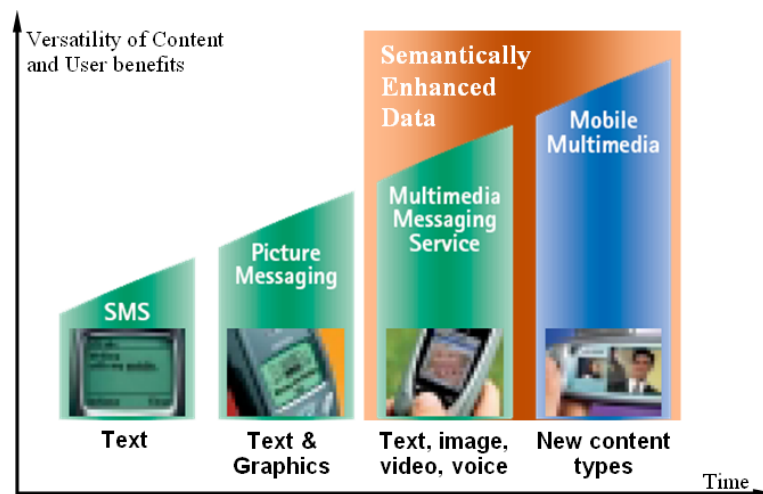 Versatility of Content
and User benefits
Semantically
Enhanced
Data
Mobile
Multimedia
Multimedia
Messaging
Service
Picture
Messaging
SMS
Text
Text &
Graphics
Text, image,
video, voice
New content
types
Time